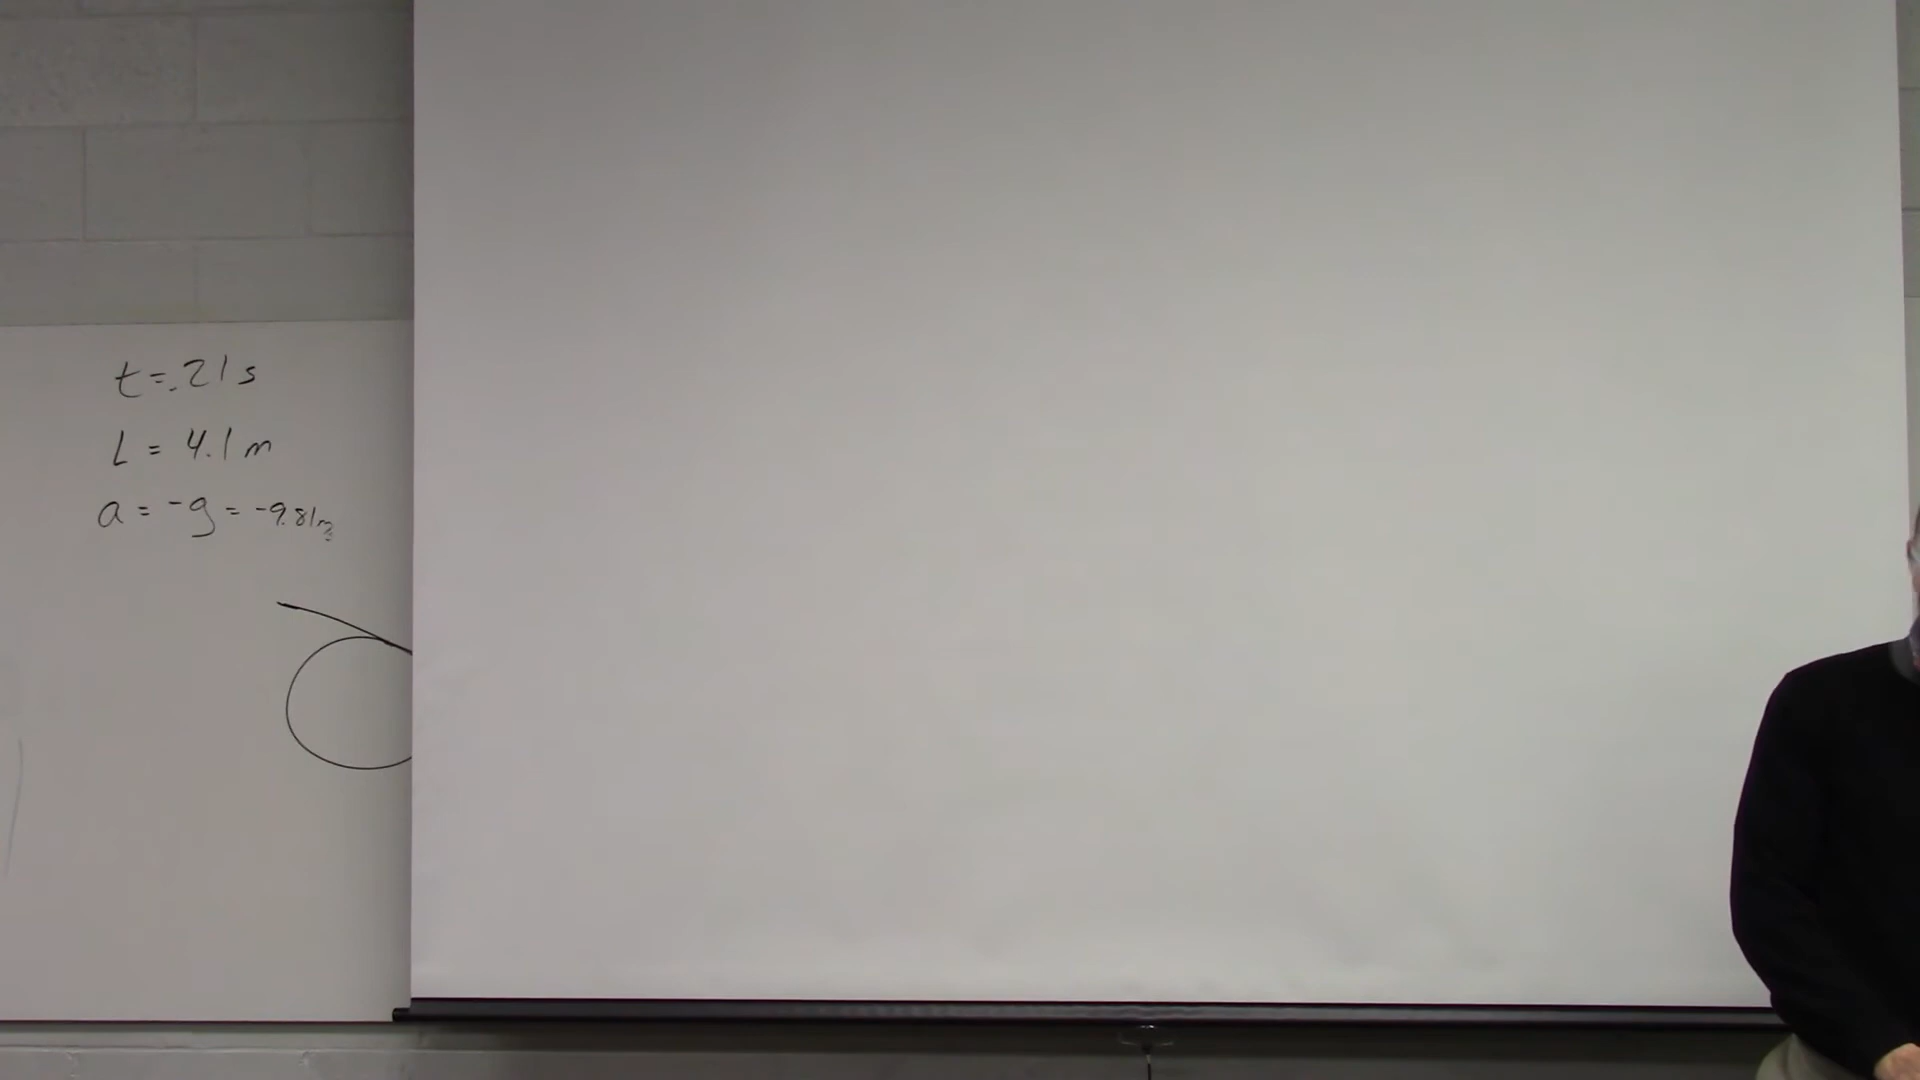 t = .21 s
L = 4.1 m
a = -g = -9.81 m/s